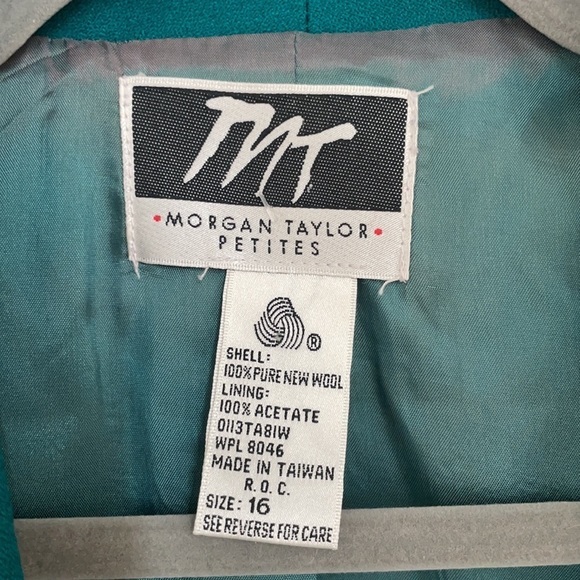 MT
• MORGAN TAYLOR •
PETITES
®
SHELL:
100% PURE NEW WOOL
LINING:
100% ACETATE
0113TA81W
WPL 8046
MADE IN TAIWAN
R.O.C.
SIZE: 16
SEE REVERSE FOR CARE